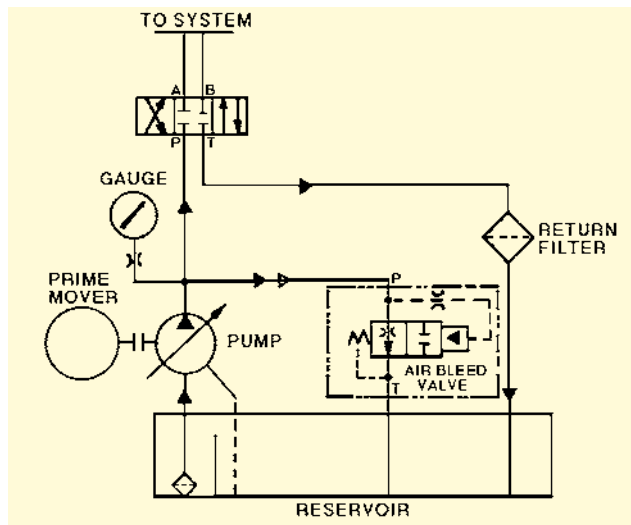 TO SYSTEM
A B
P T
GAUGE
RETURN
FILTER
P
PRIME
MOVER
PUMP
AIR BLEED
VALVE
T
RESERVOIR